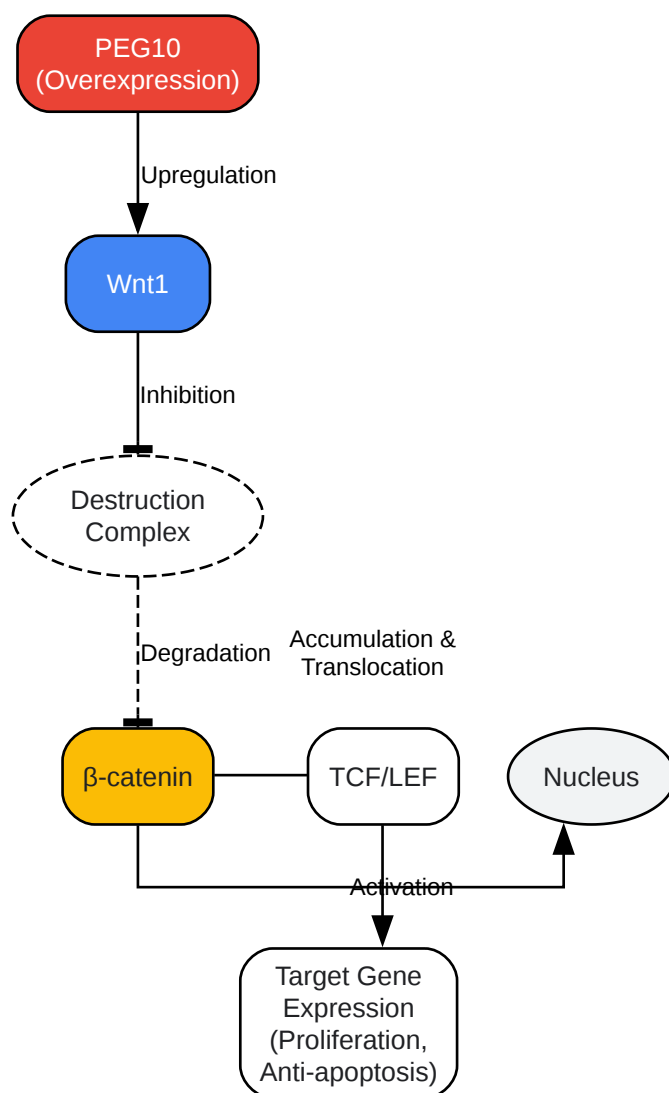 PEG10
(Overexpression)
Upregulation
Wnt1
Inhibition
Destruction
Complex
Degradation
Accumulation &
Translocation
β-catenin
TCF/LEF
Nucleus
Activation
Target Gene
Expression
(Proliferation,
Anti-apoptosis)